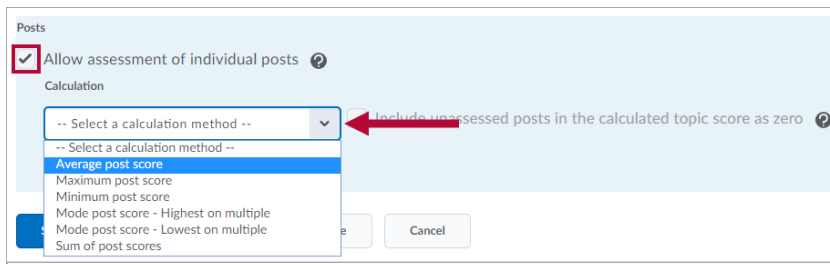 Posts
Allow assessment of individual posts
Calculation
-- Select a calculation method --
Include unassessed posts in the calculated topic score as zero
-- Select a calculation method --
Average post score
Maximum post score
Minimum post score
Mode post score - Highest on multiple
Mode post score - Lowest on multiple
Sum of post scores
Cancel